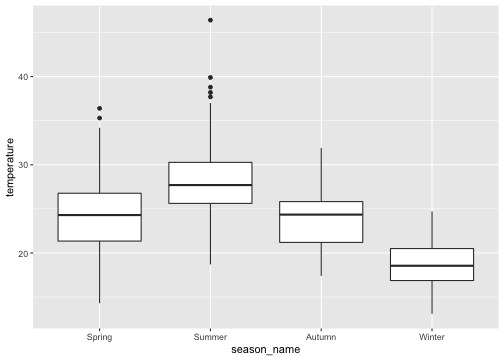 40
30
20
temperature
Spring Summer Autumn Winter
season_name